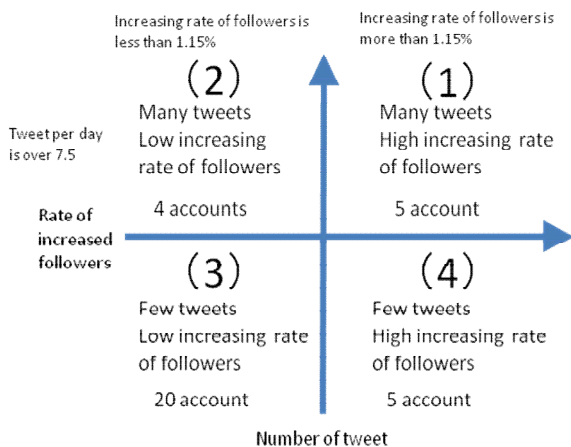 Increasing rate of followers is
less than 1.15%
Increasing rate of followers is
more than 1.15%
(2)
Many tweets
Low increasing
rate of followers
4 accounts
(1)
Many tweets
High increasing rate
of followers
5 account
Tweet per day
is over 7.5
Rate of
increased
followers
(3)
Few tweets
Low increasing rate
of followers
20 account
(4)
Few tweets
High increasing rate
of followers
5 account
Number of tweet